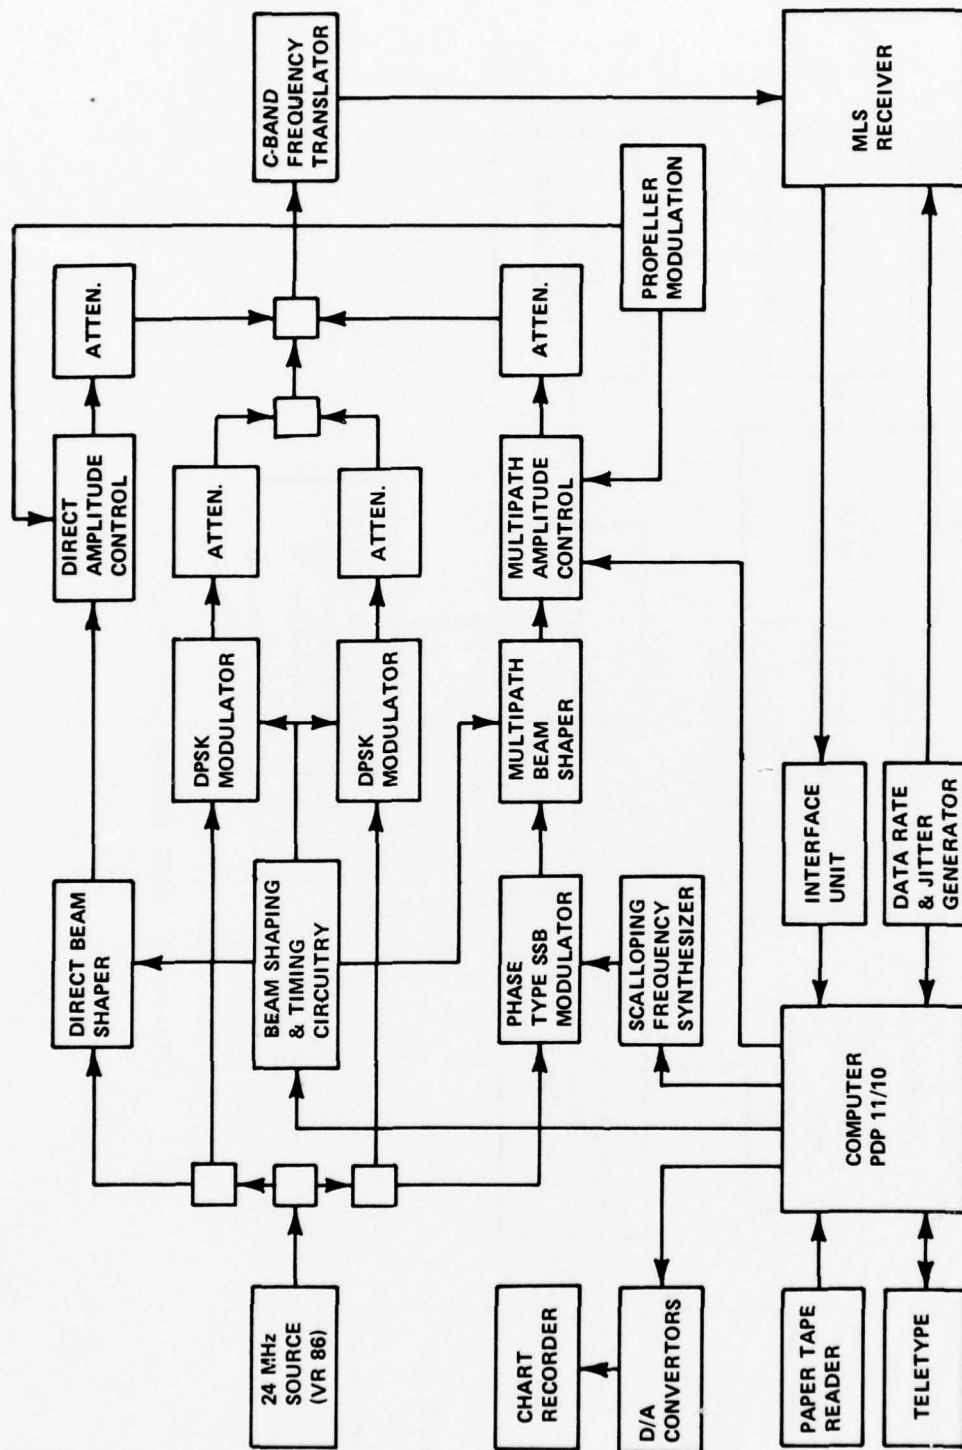 24 MHz
SOURCE
(VR 86)
DIRECT BEAM
SHAPER
DIRECT
AMPLITUDE
CONTROL
ATTEN.
DPSK
MODULATOR
ATTEN.
BEAM SHAPING
& TIMING
CIRCUITRY
DPSK
MODULATOR
ATTEN.
C-BAND
FREQUENCY
TRANSLATOR
PHASE
TYPE SSB
MODULATOR
MULTIPATH
BEAM
SHAPER
MULTIPATH
AMPLITUDE
CONTROL
ATTEN.
CHART
RECORDER
SCALLOPING
FREQUENCY
SYNTHESIZER
PROPELLER
MODULATION
D/A
CONVERTORS
PAPER TAPE
READER
TELETYPE
COMPUTER
PDP 11/10
INTERFACE
UNIT
DATA RATE
& JITTER
GENERATOR
MLS
RECEIVER